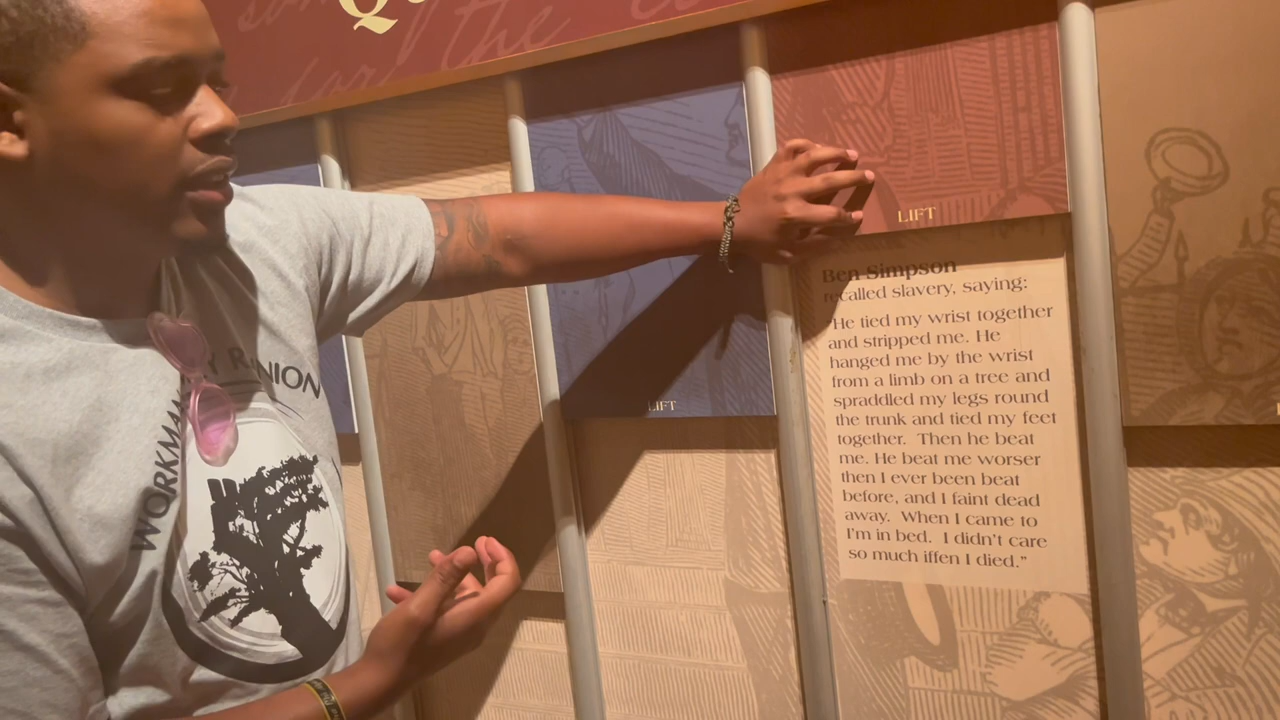 for the
WORKMAN
LIFT
LIFT
Ben Simpson
recalled slavery, saying:
"He tied my wrist together
and stripped me. He
hanged me by the wrist
from a limb on a tree and
spraddled my legs round
the trunk and tied my feet
together. Then he beat
me. He beat me worser
then I ever been beat
before, and I faint dead
away. When I came to
I'm in bed. I didn't care
so much iffen I died."